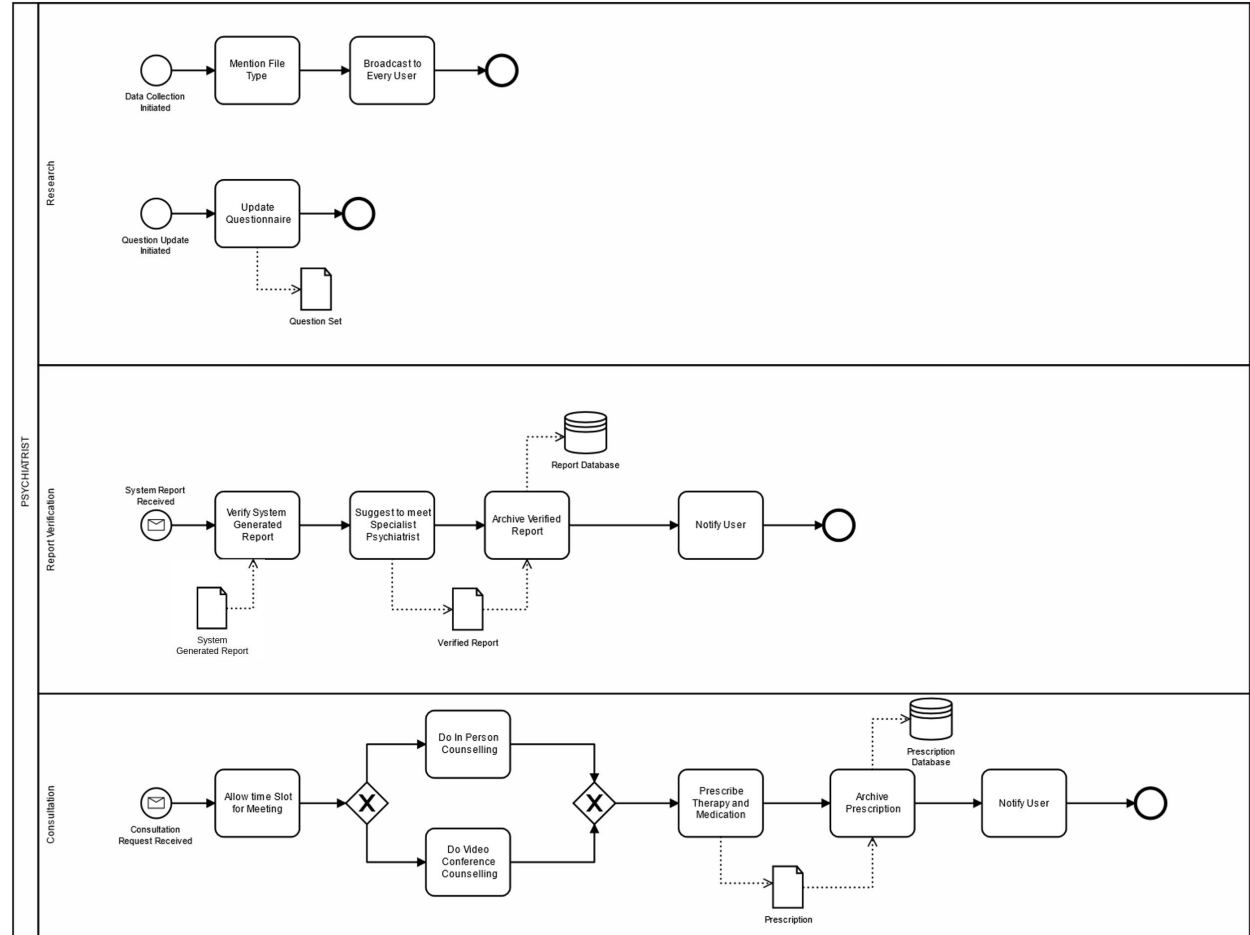 PSYCHIATRIST
Research
Data Collection
Initiated
Mention File
Type
Broadcast to
Every User
Question Update
Initiated
Update
Questionnaire
Question Set
Report Verification
System Report
Received
Verify System
Generated
Report
System
Generated Report
Suggest to meet
Specialist
Psychiatrist
Verified Report
Archive Verified
Report
Report Database
Notify User
Consultation
Consultation
Request Received
Allow time Slot
for Meeting
X
Do In Person
Counselling
Do Video
Conference
Counselling
X
Prescribe
Therapy and
Medication
Prescription
Archive
Prescription
Prescription
Database
Notify User